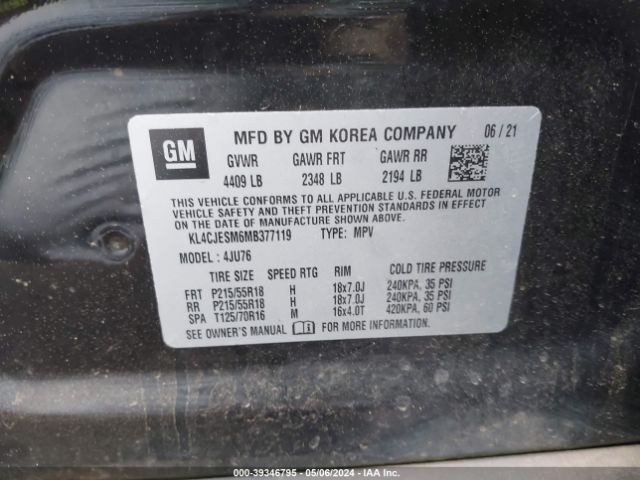 GM
MFD BY GM KOREA COMPANY 06 / 21
GVWR GAWR FRT GAWR RR
4409 LB 2348 LB 2194 LB
THIS VEHICLE CONFORMS TO ALL APPLICABLE U.S. FEDERAL MOTOR
VEHICLE SAFETY AND THEFT PREVENTION STANDARDS IN EFFECT
ON THE DATE OF MANUFACTURE SHOWN ABOVE.
KL4CJESM6MB377119 TYPE: MPV
MODEL : 4JU76
TIRE SIZE SPEED RTG RIM COLD TIRE PRESSURE
FRT P215/55R18 H 18x7.0J 240KPA, 35 PSI
RR P215/55R18 H 18x7.0J 240KPA, 35 PSI
SPA T125/70R16 M 16x4.0T 420KPA, 60 PSI
SEE OWNER'S MANUAL FOR MORE INFORMATION.
© COPYRIGHT - 39346795 - 05/06/2024 - IAA Inc.